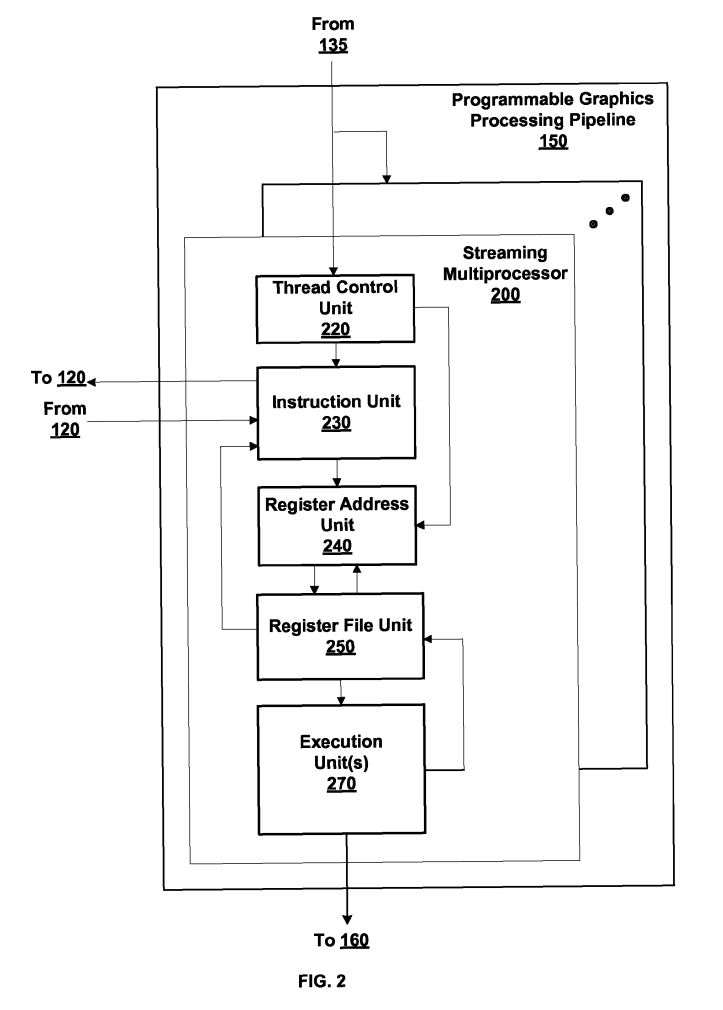 From
135
Programmable Graphics
Processing Pipeline
150
Streaming
Multiprocessor
200
Thread Control
Unit
220
To 120
Instruction Unit
230
From
120
Register Address
Unit
240
Register File Unit
250
Execution
Unit(s)
270
To 160
FIG. 2